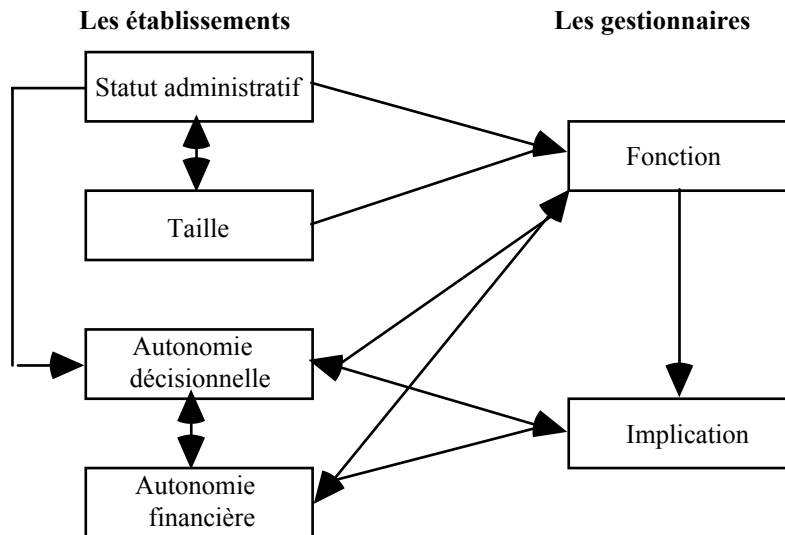 Les établissements
Les gestionnaires
Statut administratif
Fonction
Taille
Autonomie
décisionnelle
Implication
Autonomie
financière